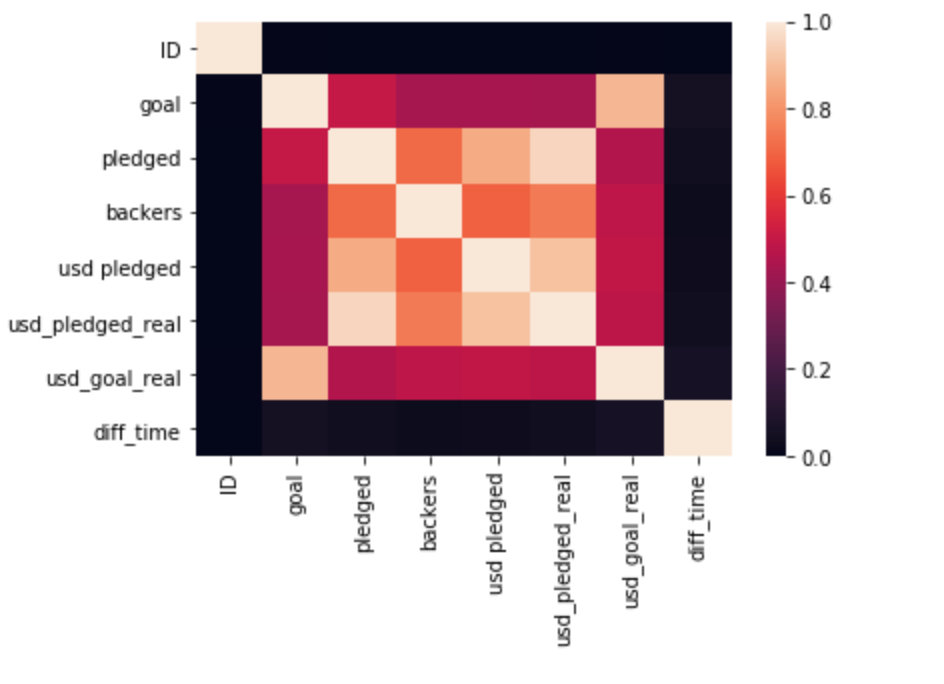 ID
goal
pledged
backers
usd pledged
usd_pledged_real
usd_goal_real
diff_time
ID
goal
pledged
backers
usd pledged
usd_pledged_real
usd_goal_real
diff_time
1.0
0.8
0.6
0.4
0.2
0.0